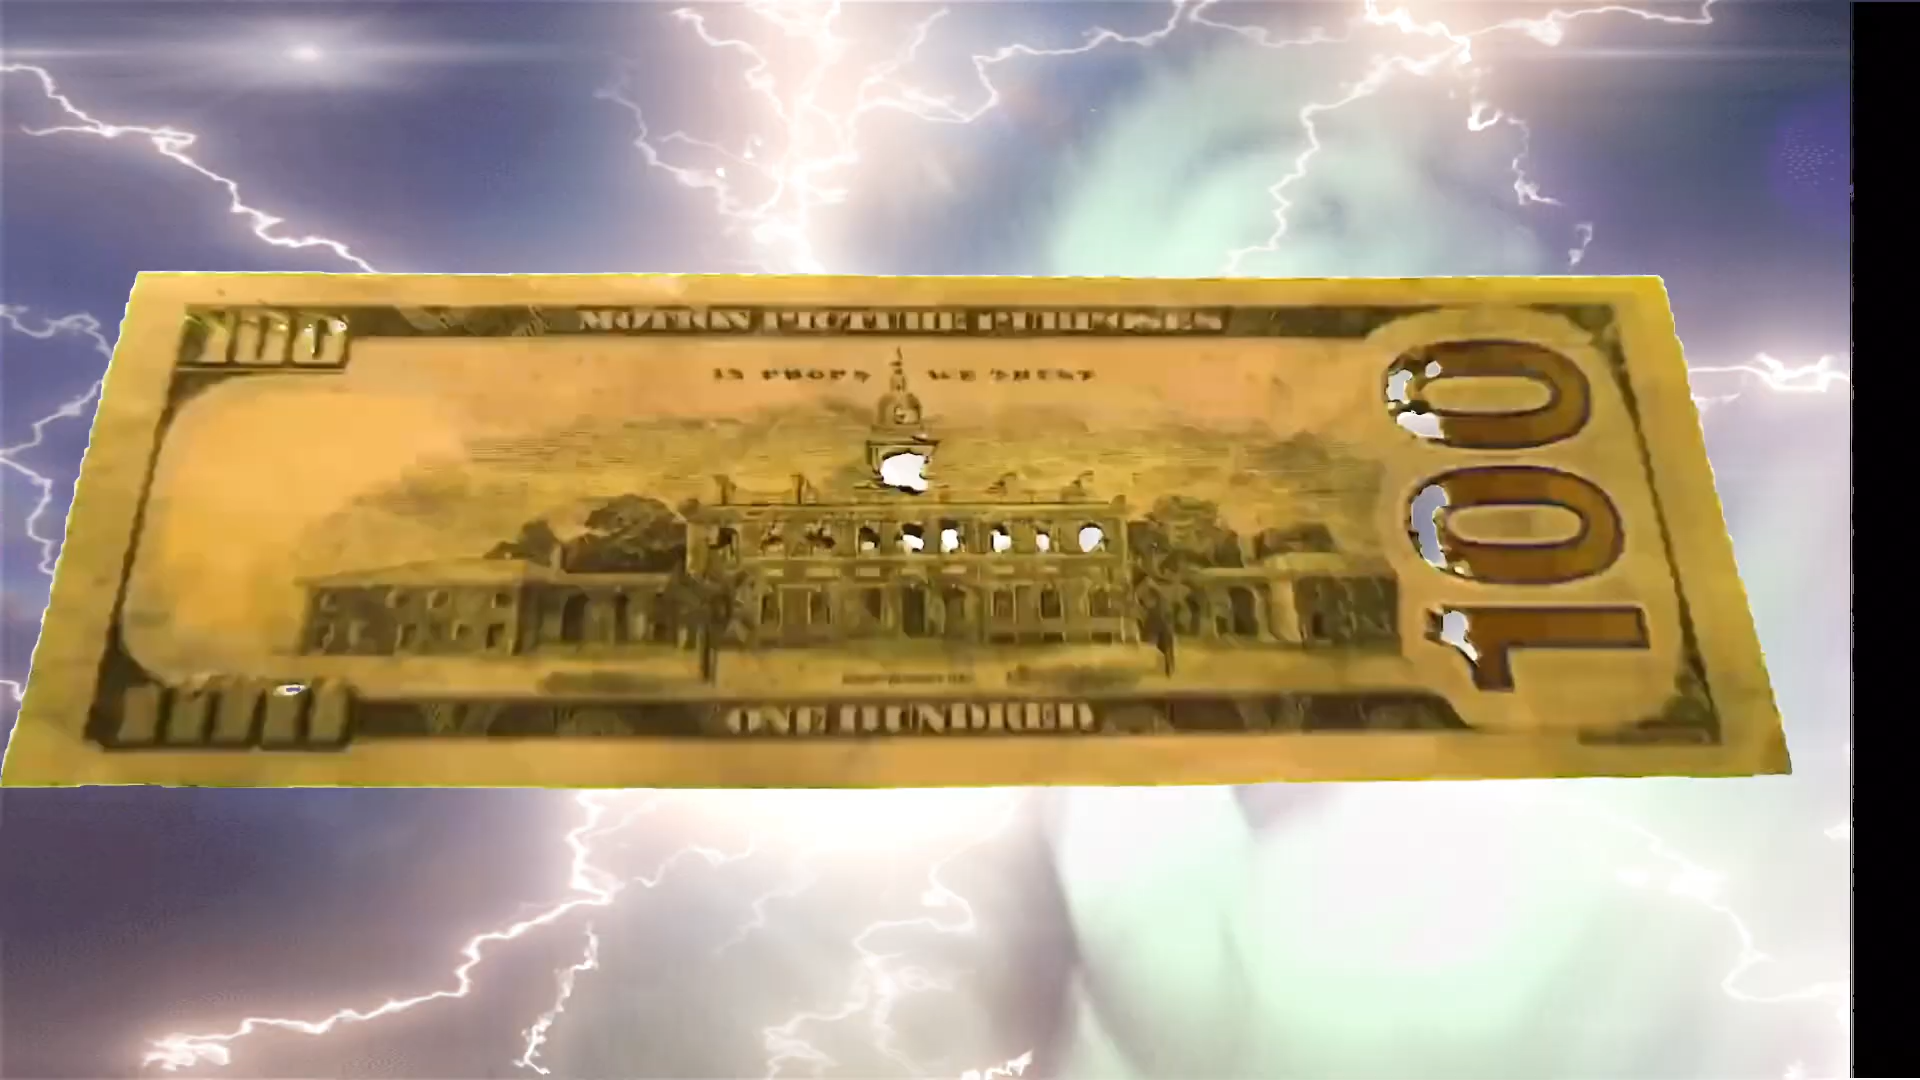 100
MOTION PICTURE PURPOSES
IN PROPS WE TRUST
100
ONE HUNDRED
100